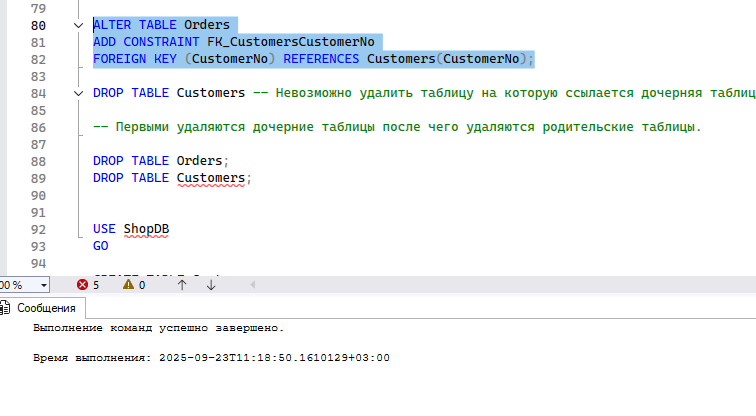 79
80 ALTER TABLE Orders
81 ADD CONSTRAINT FK_CustomersCustomerNo
82 FOREIGN KEY (CustomerNo) REFERENCES Customers(CustomerNo);
83
84 DROP TABLE Customers -- Невозможно удалить таблицу на которую ссылается дочерняя таблиц
85
86 -- Первыми удаляются дочерние таблицы после чего удаляются родительские таблицы.
87
88 DROP TABLE Orders;
89 DROP TABLE Customers;
90
91
92 USE ShopDB
93 GO
94
00 % 5 0
Сообщения
Выполнение команд успешно завершено.
Время выполнения: 2025-09-23T11:18:50.1610129+03:00